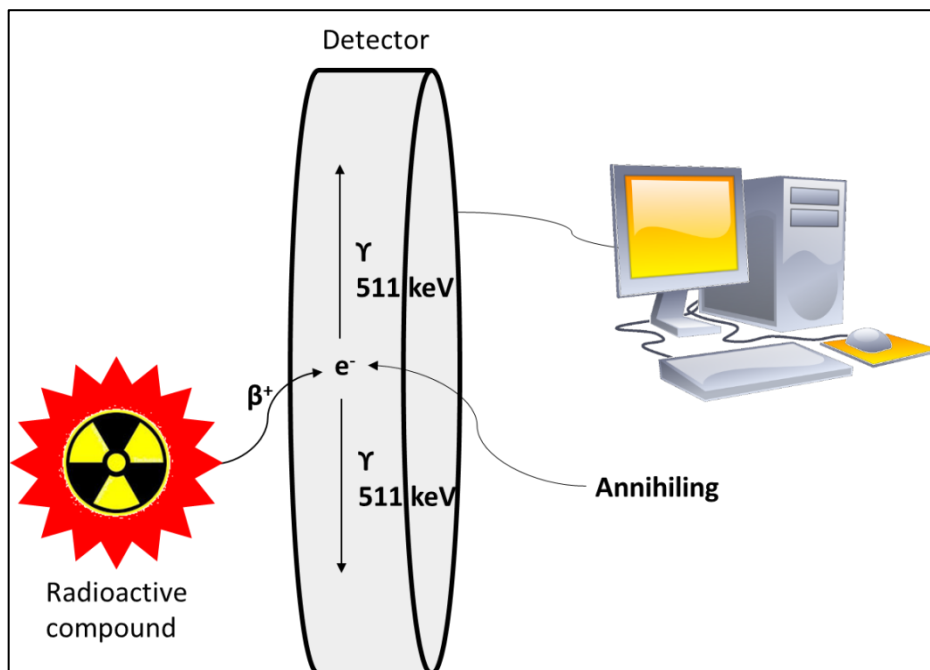 Detector
ϒ
511 keV
e⁻
β⁺
ϒ
511 keV
Annihiling
Radioactive
compound